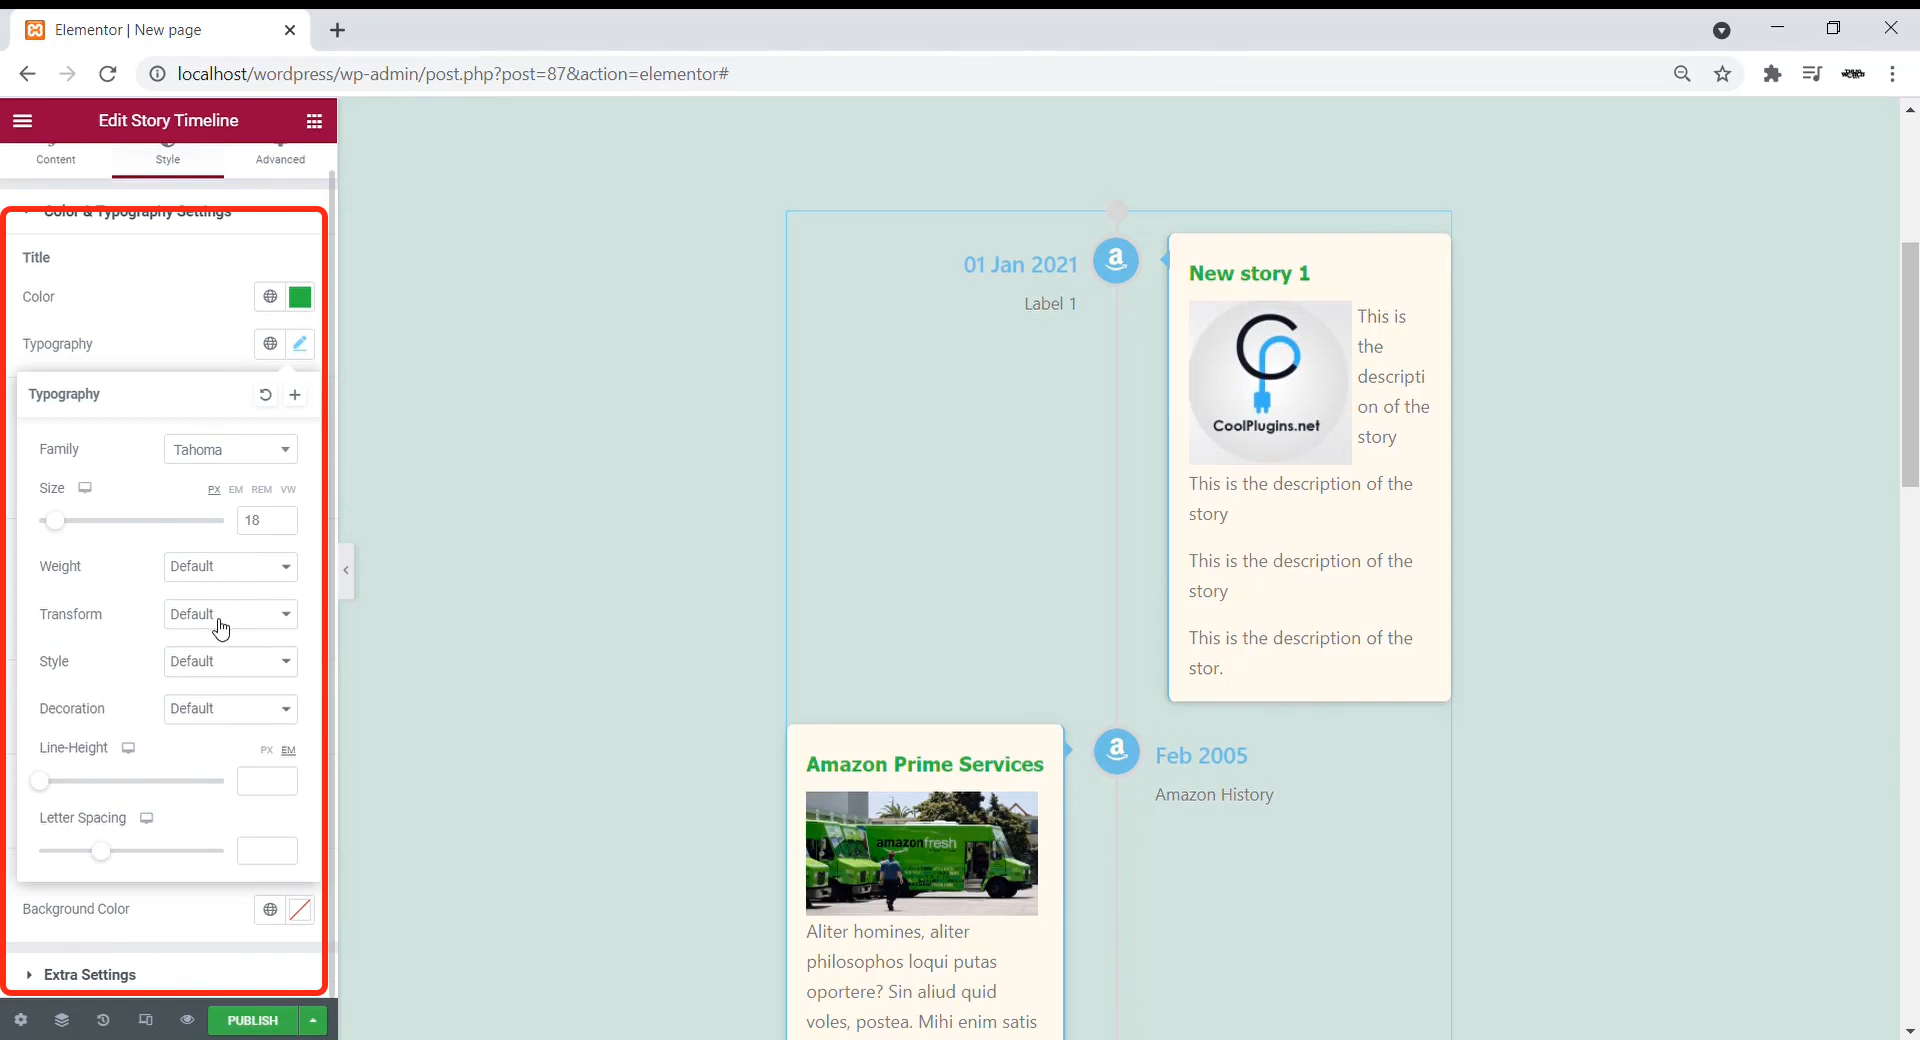 Elementor | New page
localhost/wordpress/wp-admin/post.php?post=87&action=elementor#
Edit Story Timeline
Content
Style
Advanced
Color & Typography Settings
Title
Color
Typography
Typography
Family
Tahoma
Size
PX EM REM VW
18
Weight
Default
Transform
Default
Style
Default
Decoration
Default
Line-Height
PX EM
Letter Spacing
Background Color
Extra Settings
PUBLISH
01 Jan 2021
Label 1
New story 1
CoolPlugins.net
This is
the
descripti
on of the
story
This is the description of the
story
This is the description of the
story
This is the description of the
stor.
Amazon Prime Services
amazonfresh
Aliter homines, aliter
philosophos loqui putas
oportere? Sin aliud quid
voles, postea. Mihi enim satis
Feb 2005
Amazon History